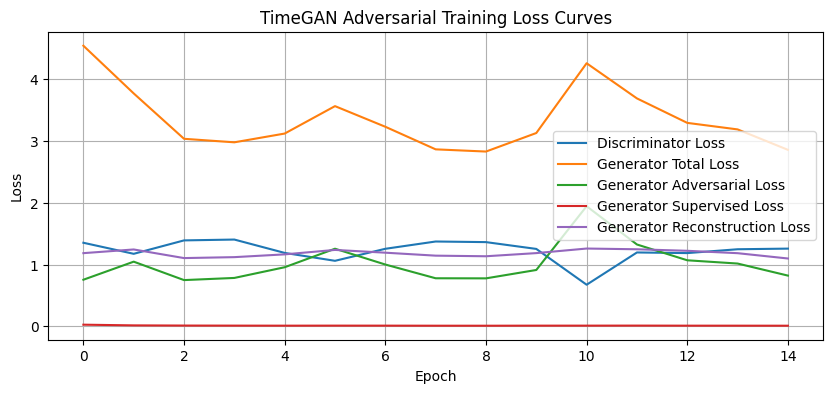 TimeGAN Adversarial Training Loss Curves
Loss
4
3
2
1
0
Discriminator Loss
Generator Total Loss
Generator Adversarial Loss
Generator Supervised Loss
Generator Reconstruction Loss
0 2 4 6 8 10 12 14
Epoch